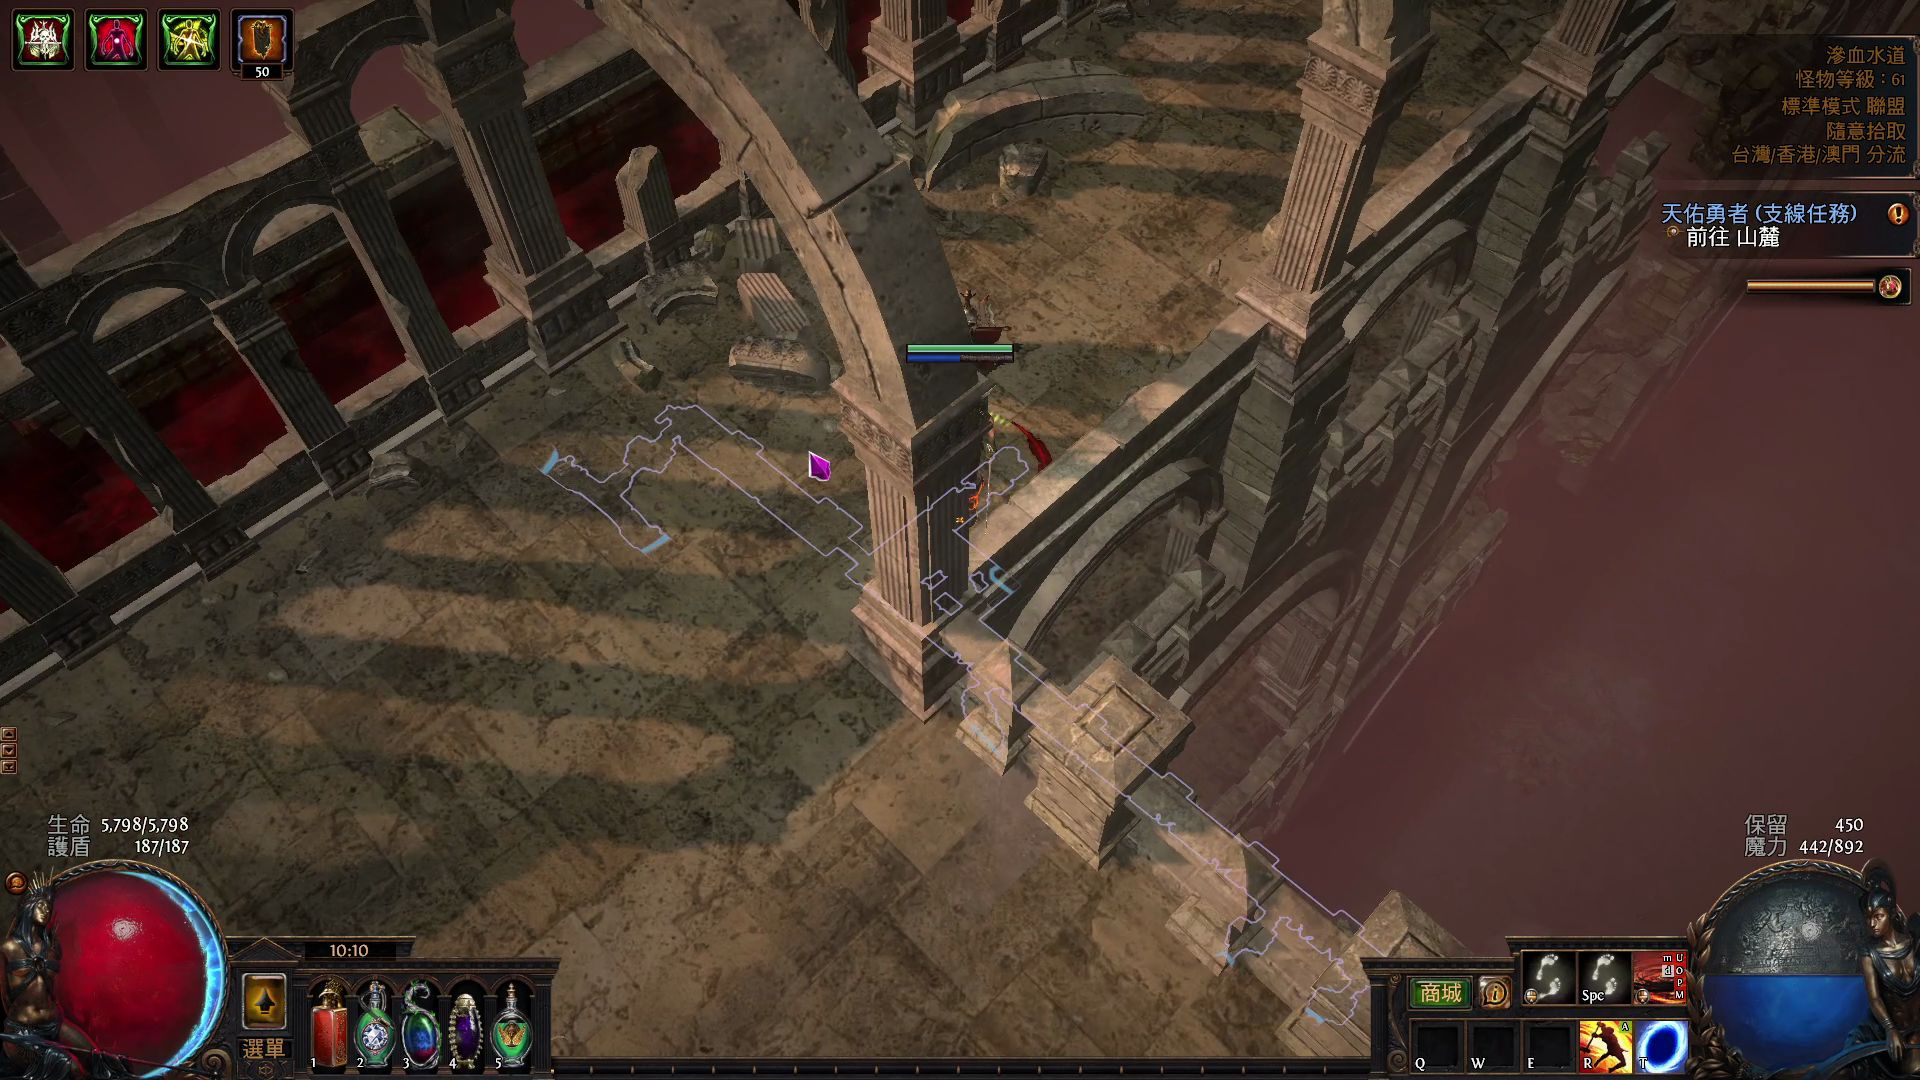 50
滲血水道
怪物等級：61
標準模式 聯盟
隨意拾取
台灣/香港/澳門 分流
天佑勇者 (支線任務)
前往 山麓
生命 5,798/5,798
護盾 187/187
保留 450
魔力 442/892
10:10
選單
1 2 3 4 5
商城
Spc
m U
d O
P
M
A
Q W E R T